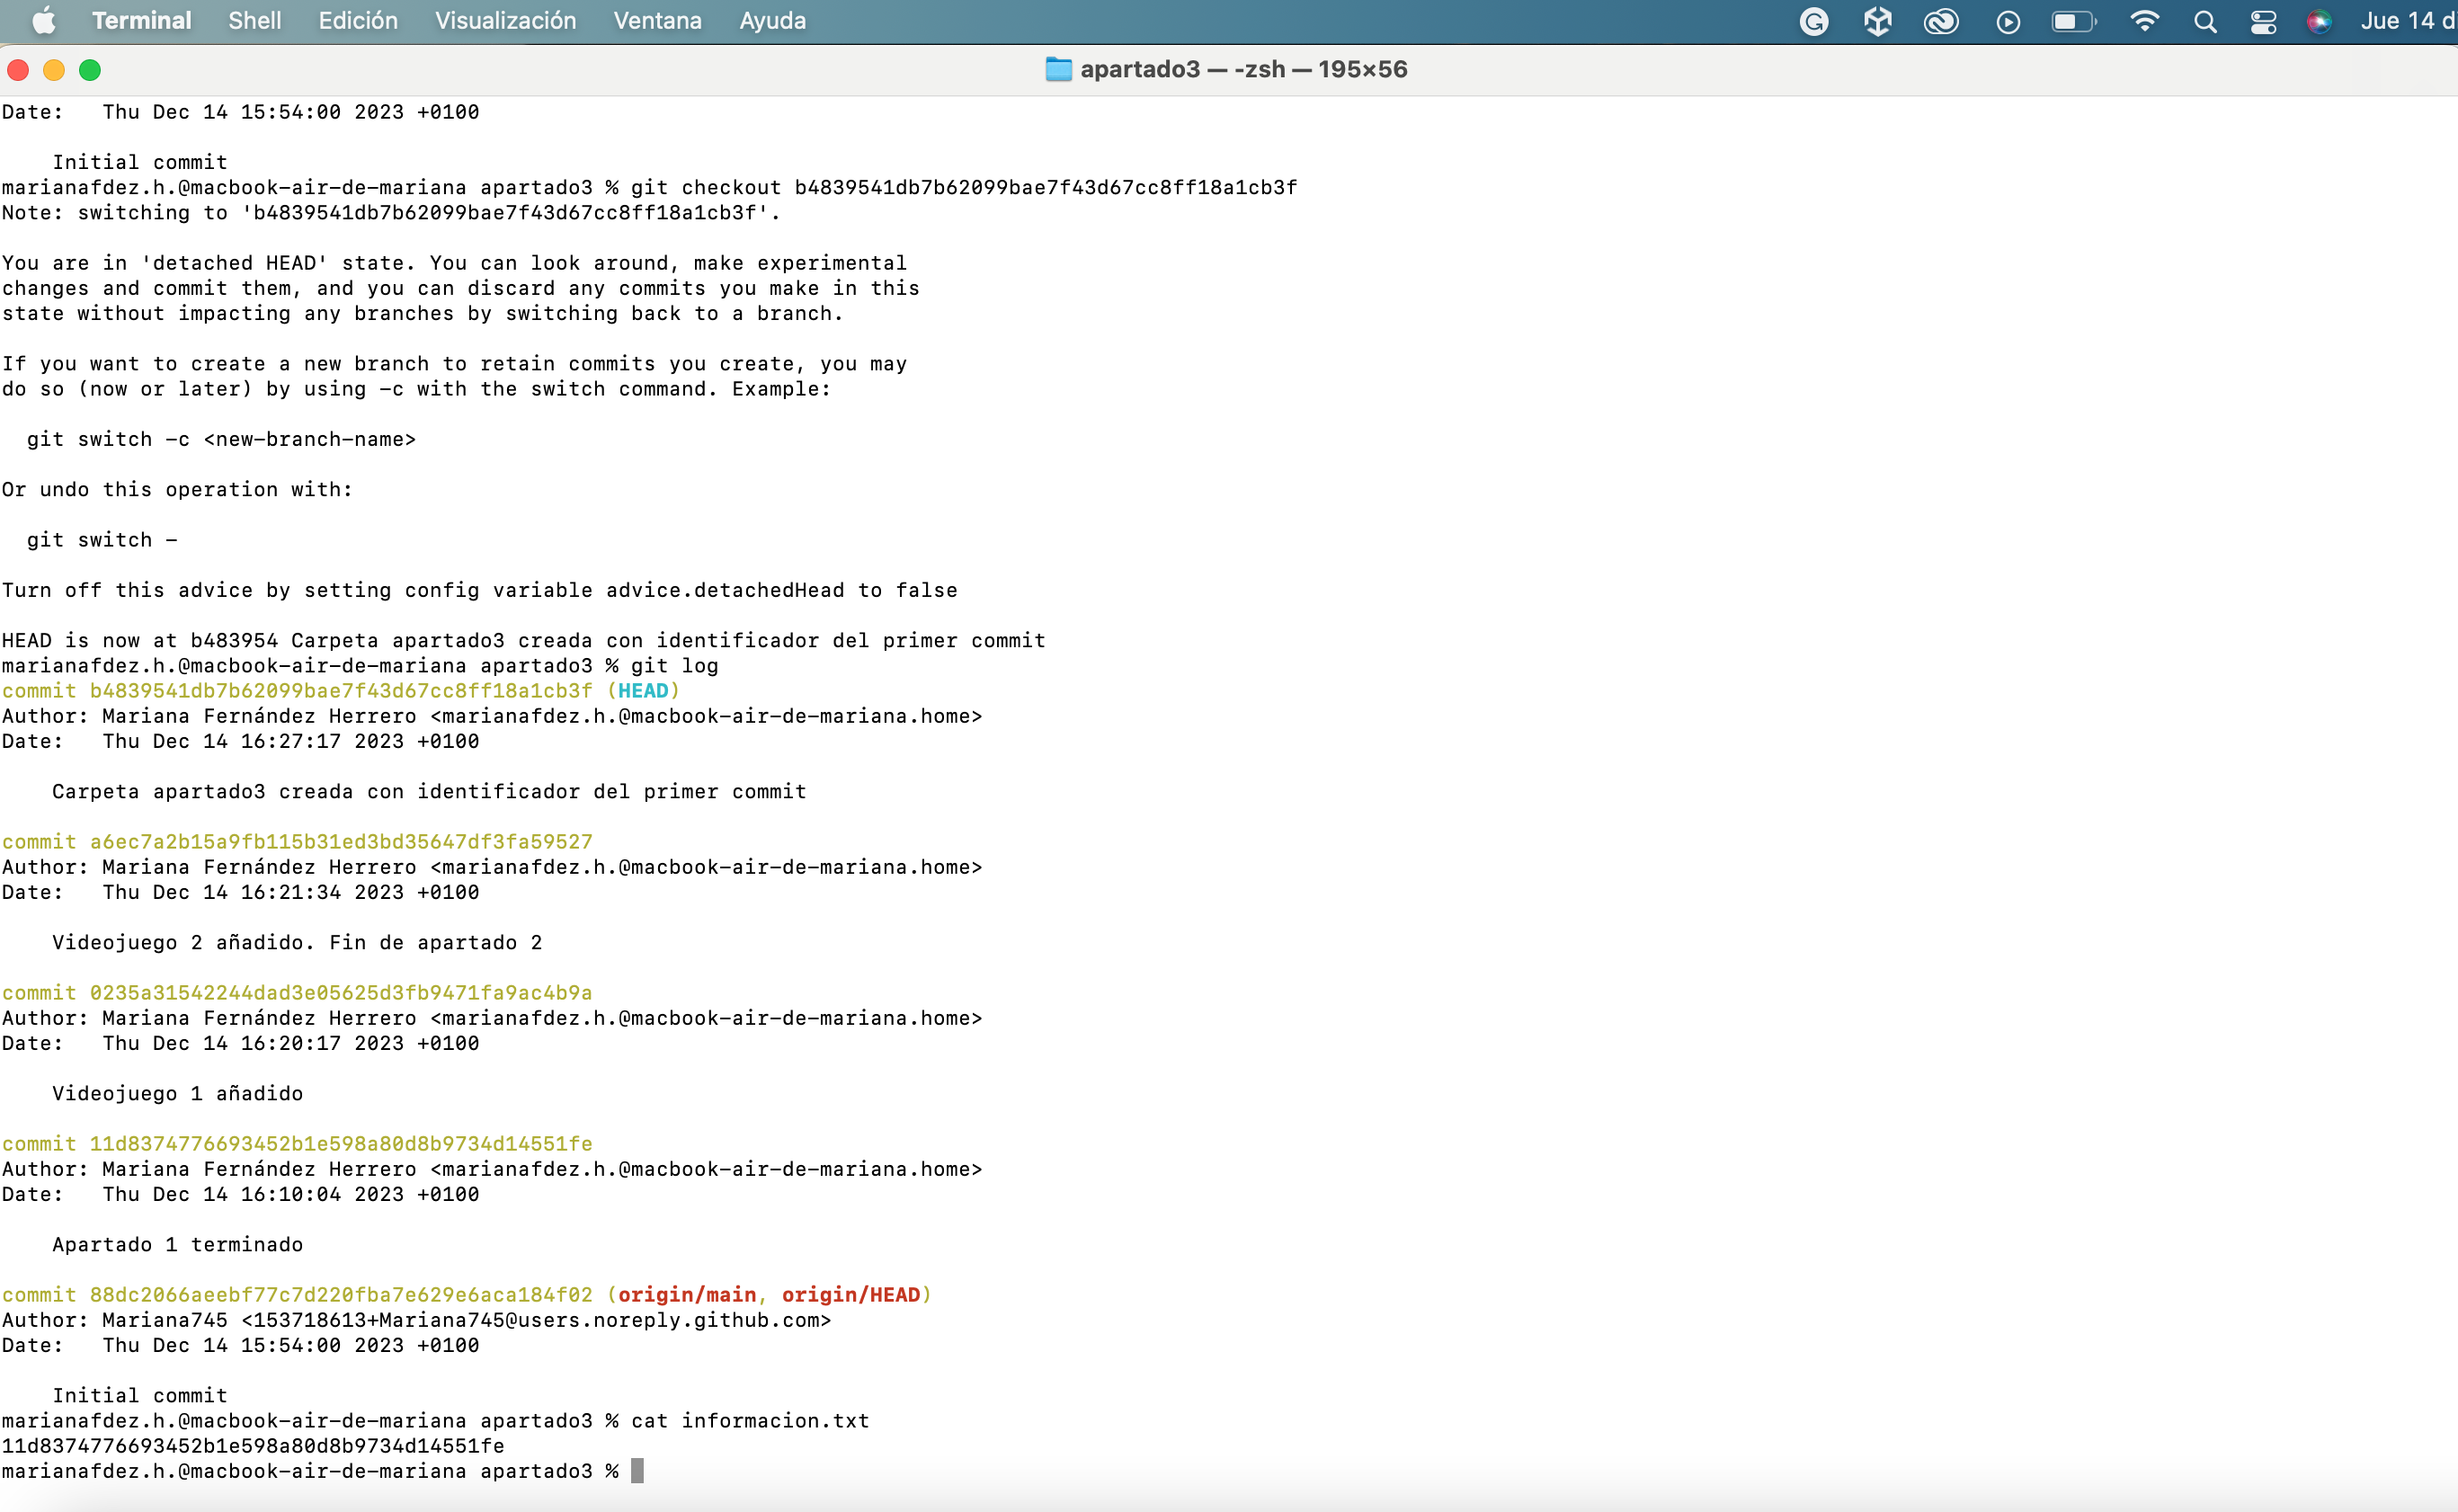 Terminal Shell Edición Visualización Ventana Ayuda Jue 14 d
apartado3 — -zsh — 195×56
Date:   Thu Dec 14 15:54:00 2023 +0100
    Initial commit
marianafdez.h.@macbook-air-de-mariana apartado3 % git checkout b4839541db7b62099bae7f43d67cc8ff18a1cb3f
Note: switching to 'b4839541db7b62099bae7f43d67cc8ff18a1cb3f'.
You are in 'detached HEAD' state. You can look around, make experimental
changes and commit them, and you can discard any commits you make in this
state without impacting any branches by switching back to a branch.
If you want to create a new branch to retain commits you create, you may
do so (now or later) by using -c with the switch command. Example:
  git switch -c <new-branch-name>
Or undo this operation with:
  git switch -
Turn off this advice by setting config variable advice.detachedHead to false
HEAD is now at b483954 Carpeta apartado3 creada con identificador del primer commit
marianafdez.h.@macbook-air-de-mariana apartado3 % git log
commit b4839541db7b62099bae7f43d67cc8ff18a1cb3f (HEAD)
Author: Mariana Fernández Herrero <marianafdez.h.@macbook-air-de-mariana.home>
Date:   Thu Dec 14 16:27:17 2023 +0100
    Carpeta apartado3 creada con identificador del primer commit
commit a6ec7a2b15a9fb115b31ed3bd35647df3fa59527
Author: Mariana Fernández Herrero <marianafdez.h.@macbook-air-de-mariana.home>
Date:   Thu Dec 14 16:21:34 2023 +0100
    Videojuego 2 añadido. Fin de apartado 2
commit 0235a31542244dad3e05625d3fb9471fa9ac4b9a
Author: Mariana Fernández Herrero <marianafdez.h.@macbook-air-de-mariana.home>
Date:   Thu Dec 14 16:20:17 2023 +0100
    Videojuego 1 añadido
commit 11d8374776693452b1e598a80d8b9734d14551fe
Author: Mariana Fernández Herrero <marianafdez.h.@macbook-air-de-mariana.home>
Date:   Thu Dec 14 16:10:04 2023 +0100
    Apartado 1 terminado
commit 88dc2066aeebf77c7d220fba7e629e6aca184f02 (origin/main, origin/HEAD)
Author: Mariana745 <153718613+Mariana745@users.noreply.github.com>
Date:   Thu Dec 14 15:54:00 2023 +0100
    Initial commit
marianafdez.h.@macbook-air-de-mariana apartado3 % cat informacion.txt
11d8374776693452b1e598a80d8b9734d14551fe
marianafdez.h.@macbook-air-de-mariana apartado3 %